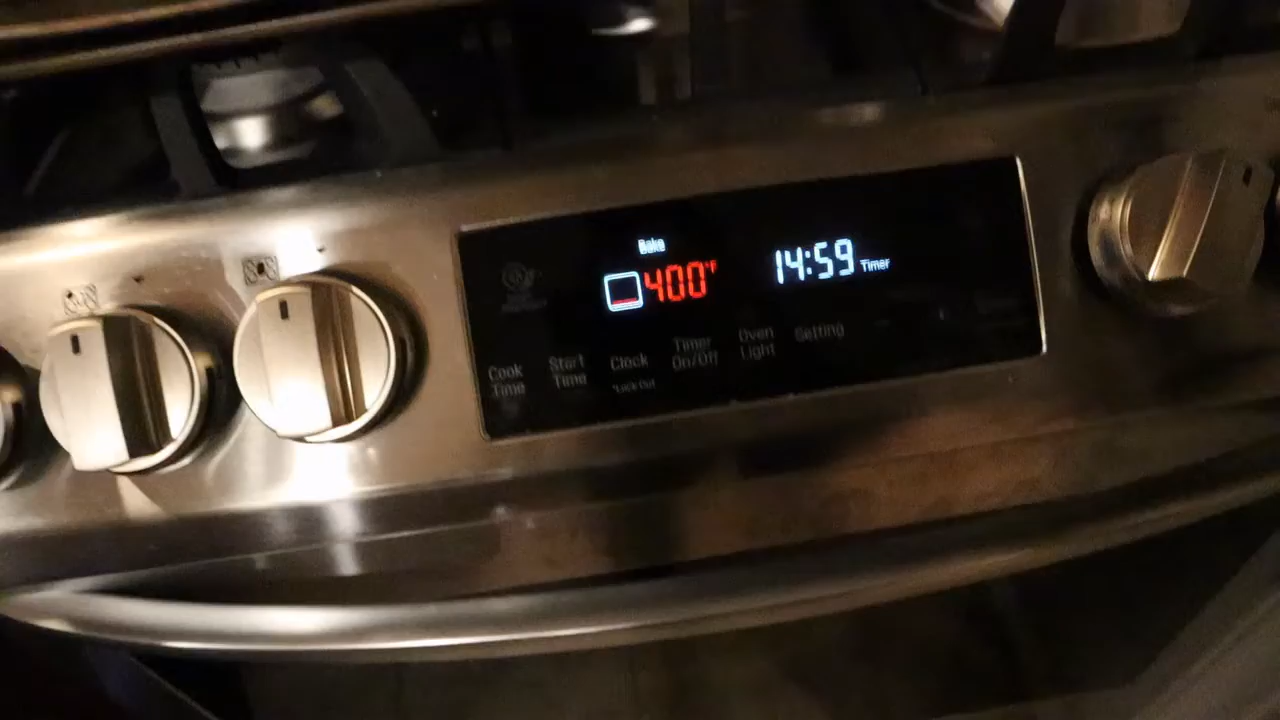 Bake
400°F
14:59 Timer
Cook Time
Start Time
Clock
*Lock Out
Timer On/Off
Oven Light
Setting